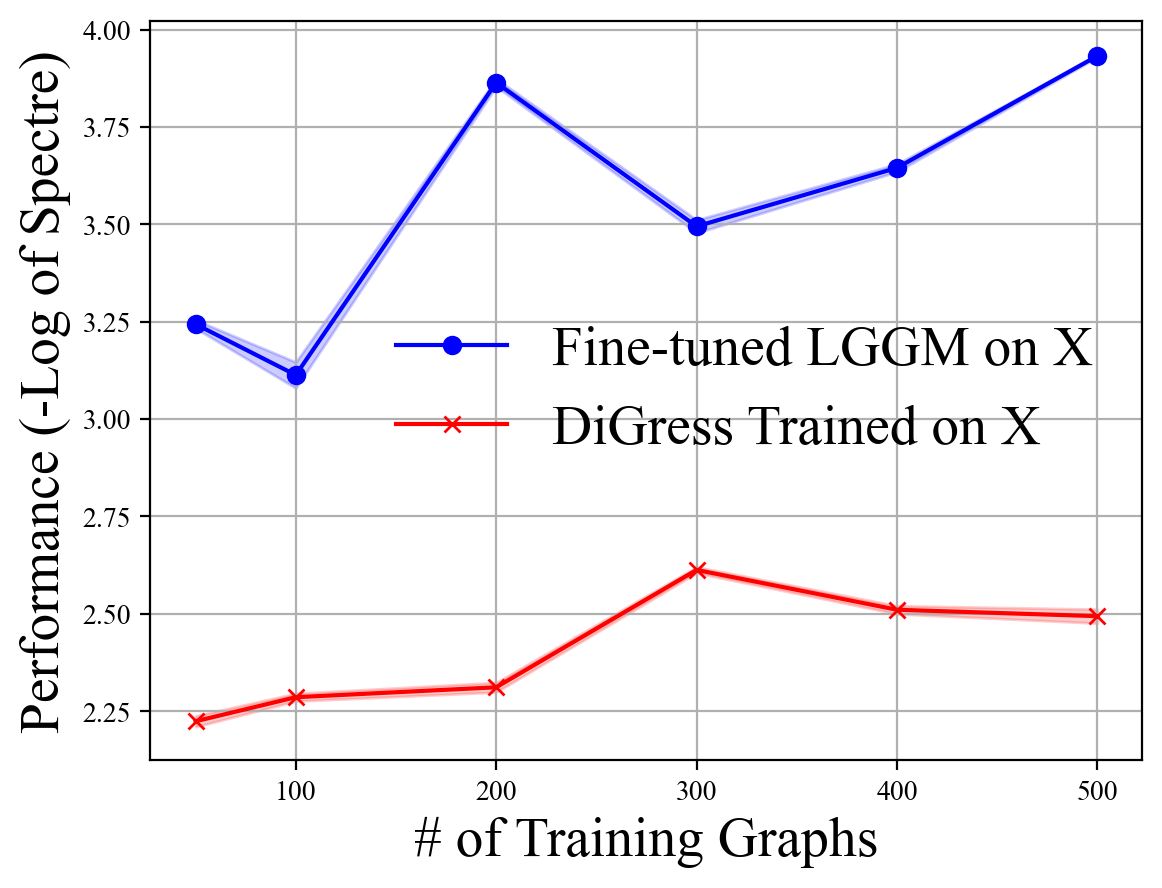 Performance (-Log of Spectre)
4.00
3.75
3.50
3.25
3.00
2.75
2.50
2.25
Fine-tuned LGGM on X
DiGress Trained on X
100 200 300 400 500
# of Training Graphs